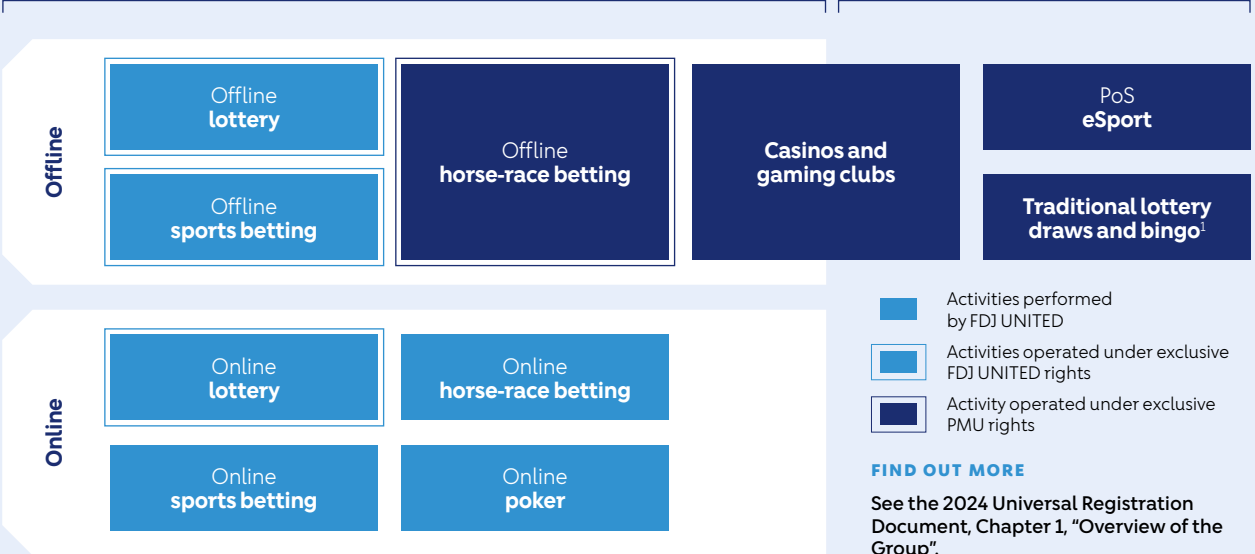 Offline
Offline
lottery
Offline
sports betting
Offline
horse-race betting
Casinos and
gaming clubs
PoS
eSport
Traditional lottery
draws and bingo¹
Online
Online
lottery
Online
horse-race betting
Online
sports betting
Online
poker
Activities performed
by FDJ UNITED
Activities operated under exclusive
FDJ UNITED rights
Activity operated under exclusive
PMU rights
FIND OUT MORE
See the 2024 Universal Registration
Document, Chapter 1, “Overview of the
Group”.